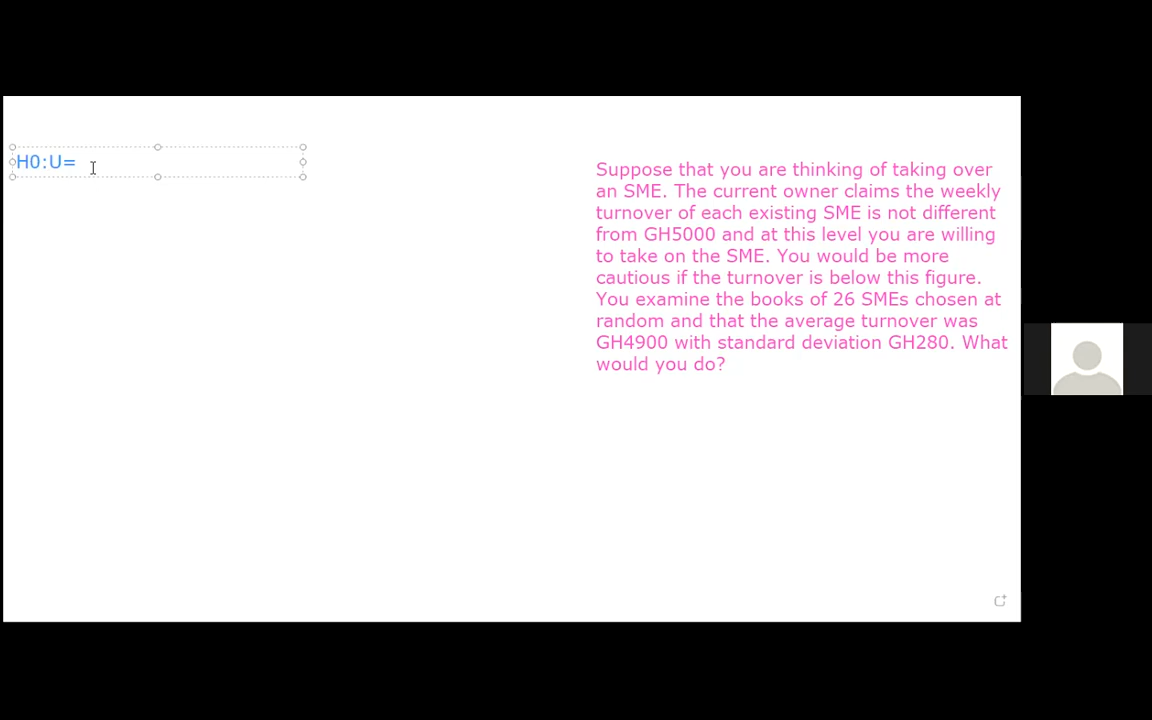 H0:U=
Suppose that you are thinking of taking over
an SME. The current owner claims the weekly
turnover of each existing SME is not different
from GH5000 and at this level you are willing
to take on the SME. You would be more
cautious if the turnover is below this figure.
You examine the books of 26 SMEs chosen at
random and that the average turnover was
GH4900 with standard deviation GH280. What
would you do?